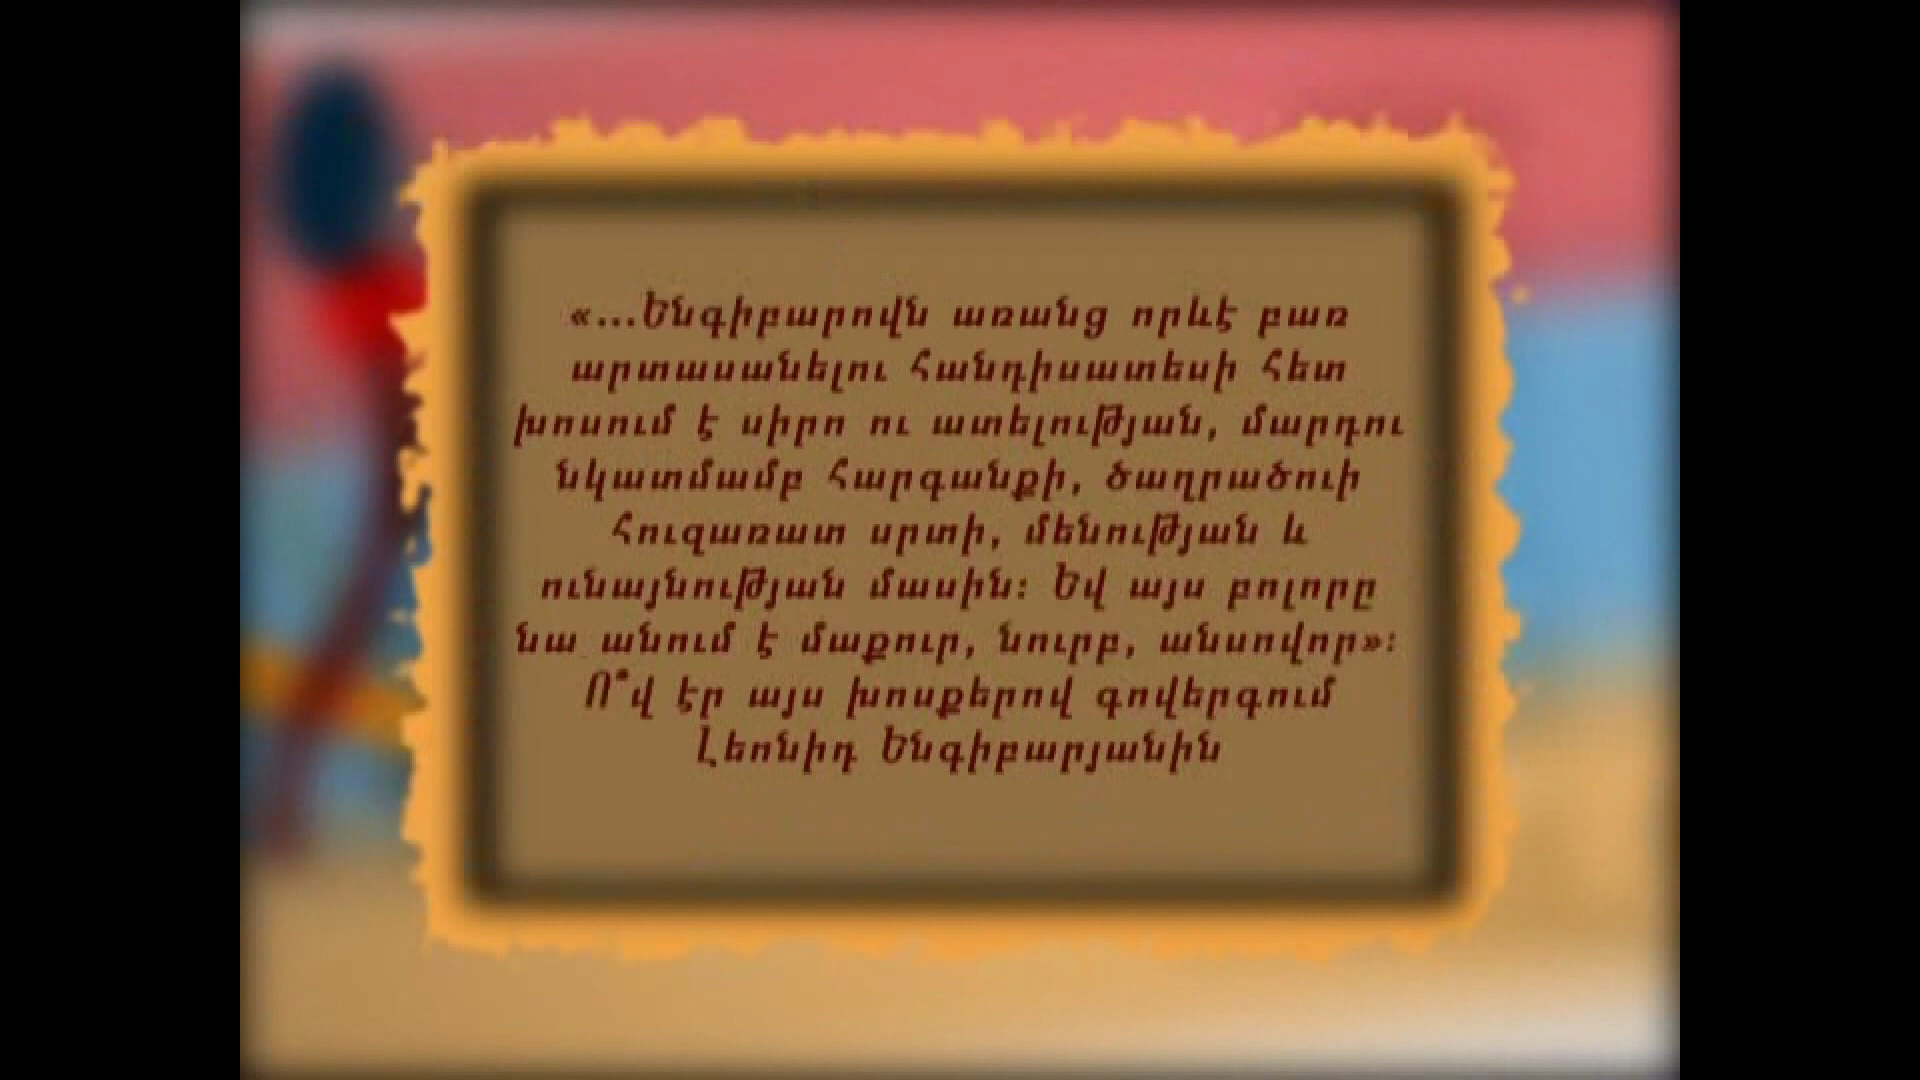 «...Ենգիբարովն առանց որևէ բառ
արտասանելու հանդիսատեսի հետ
խոսում է սիրո ու ատելության, մարդու
նկատմամբ հարգանքի, ծաղրածուի
հուզառատ սրտի, մենության և
ունայնության մասին: Եվ այս բոլորը
նա անում է մաքուր, նուրբ, անսովոր»:
Ո՞վ էր այս խոսքերով գովերգում
Լեոնիդ Ենգիբարյանին